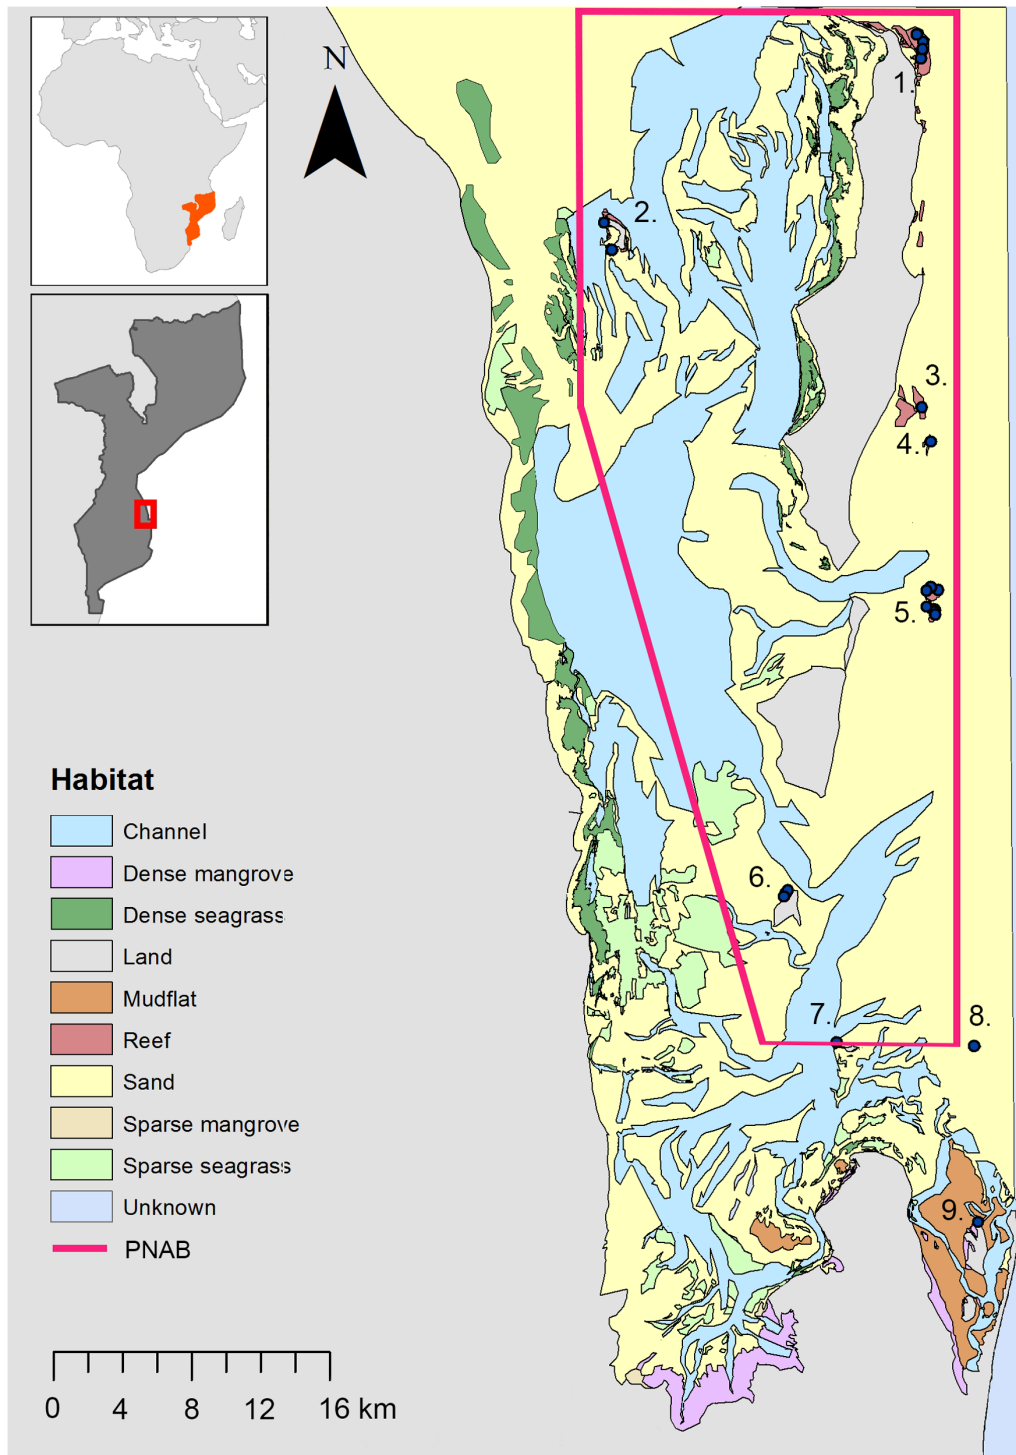 N
1.
2.
3.
4.
5.
6.
7.
8.
9.
Habitat
Channel
Dense mangrove
Dense seagrass
Land
Mudflat
Reef
Sand
Sparse mangrove
Sparse seagrass
Unknown
PNAB
0 4 8 12 16 km